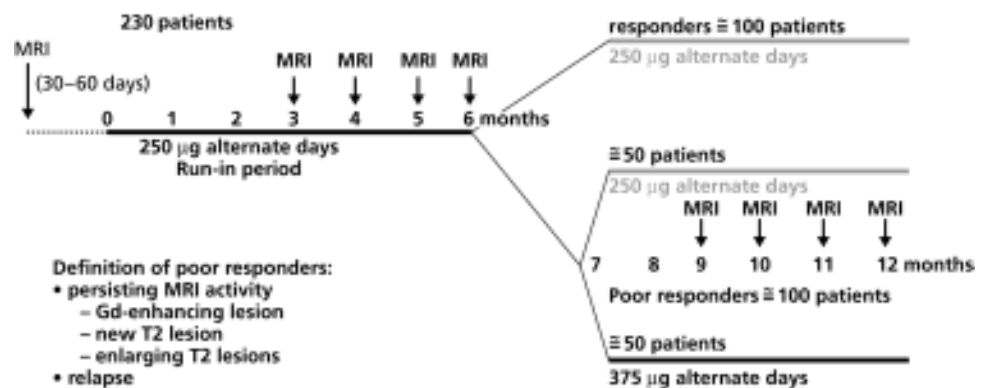 230 patients
MRI
(30–60 days)
MRI MRI MRI MRI
0 1 2 3 4 5 6 months
250 µg alternate days
Run-in period
responders ≅ 100 patients
250 µg alternate days
≅ 50 patients
250 µg alternate days
MRI MRI MRI MRI
7 8 9 10 11 12 months
Poor responders ≅ 100 patients
≅ 50 patients
375 µg alternate days
Definition of poor responders:
• persisting MRI activity
– Gd-enhancing lesion
– new T2 lesion
– enlarging T2 lesions
• relapse